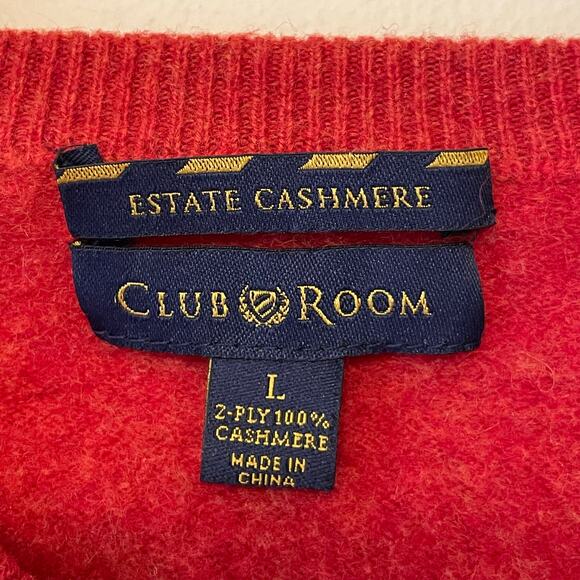 ESTATE CASHMERE
CLUB ROOM
L
2-PLY 100%
CASHMERE
MADE IN
CHINA